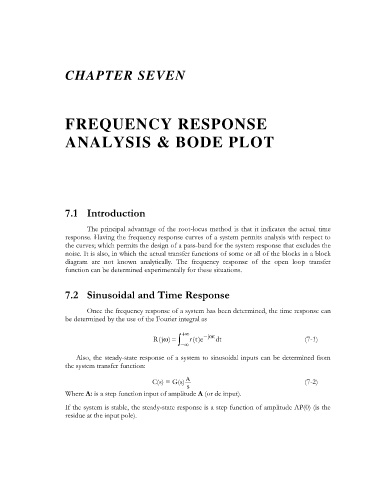 CHAPTER SEVEN
FREQUENCY RESPONSE
ANALYSIS & BODE PLOT
7.1 Introduction
The principal advantage of the root-locus method is that it indicates the actual time
response. Having the frequency response curves of a system permits analysis with respect to
the curves; which permits the design of a pass-band for the system response that excludes the
noise. It is also, in which the actual transfer functions of some or all of the blocks in a block
diagram are not known analytically. The frequency response of the open loop transfer
function can be determined experimentally for these situations.
7.2 Sinusoidal and Time Response
Once the frequency response of a system has been determined, the time response can
be determined by the use of the Fourier integral as
R(jω) = ∫_{−∞}^{+∞} r(t)e^{−jωt} dt (7-1)
Also, the steady-state response of a system to sinusoidal inputs can be determined from
the system transfer function:
C(s) = G(s) A/s (7-2)
Where A: is a step function input of amplitude A (or dc input).
If the system is stable, the steady-state response is a step function of amplitude AP(0) (is the
residue at the input pole).